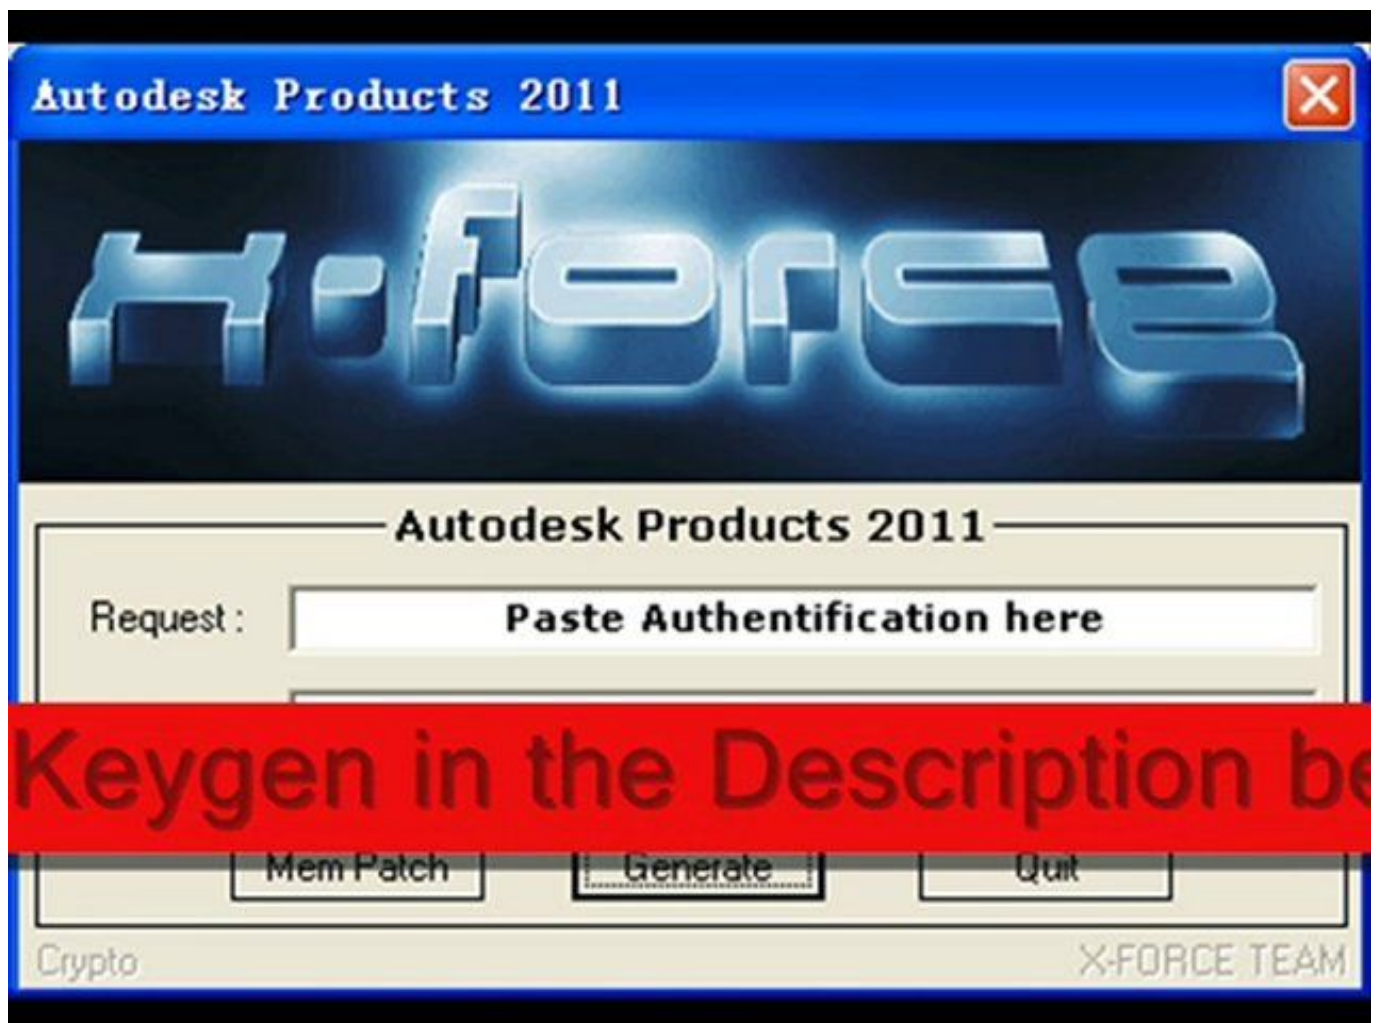 Autodesk Products 2011
x-force
Autodesk Products 2011
Request :
Paste Authentification here
Keygen in the Description be
Mem Patch
Generate
Quit
Crypto
X-FORCE TEAM